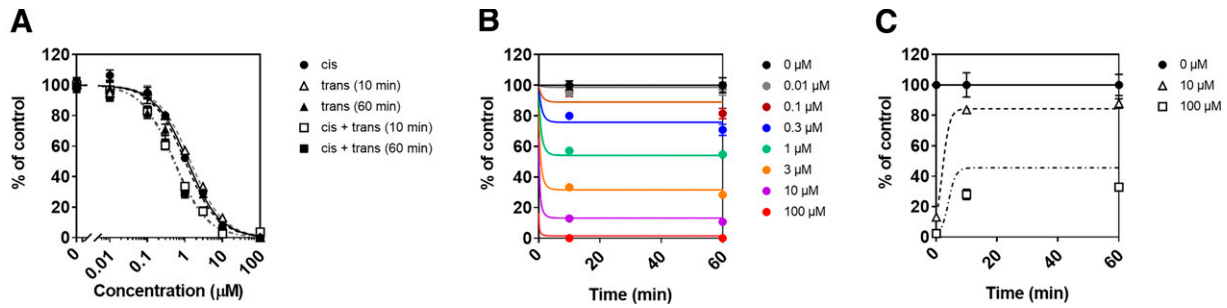 A
% of control
120
100
80
60
40
20
0
0
0.01
0.1
1
10
100
Concentration (µM)
cis
trans (10 min)
trans (60 min)
cis + trans (10 min)
cis + trans (60 min)
B
% of control
120
100
80
60
40
20
0
0
20
40
60
Time (min)
0 µM
0.01 µM
0.1 µM
0.3 µM
1 µM
3 µM
10 µM
100 µM
C
% of control
120
100
80
60
40
20
0
0
20
40
60
Time (min)
0 µM
10 µM
100 µM